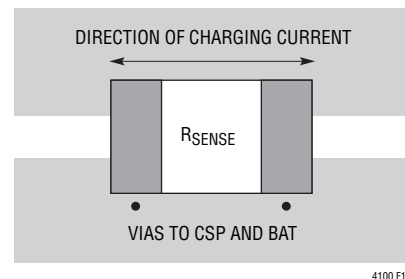 DIRECTION OF CHARGING CURRENT
RSENSE
VIAS TO CSP AND BAT
4100 F1